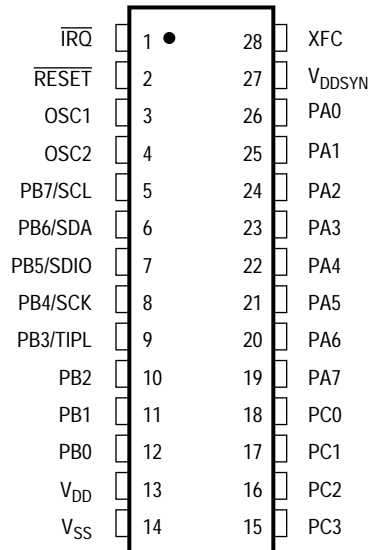 I̅R̅Q̅ 1 28 XFC
R̅E̅S̅E̅T̅ 2 27 VDDSYN
OSC1 3 26 PA0
OSC2 4 25 PA1
PB7/SCL 5 24 PA2
PB6/SDA 6 23 PA3
PB5/SDIO 7 22 PA4
PB4/SCK 8 21 PA5
PB3/TIPL 9 20 PA6
PB2 10 19 PA7
PB1 11 18 PC0
PB0 12 17 PC1
VDD 13 16 PC2
VSS 14 15 PC3